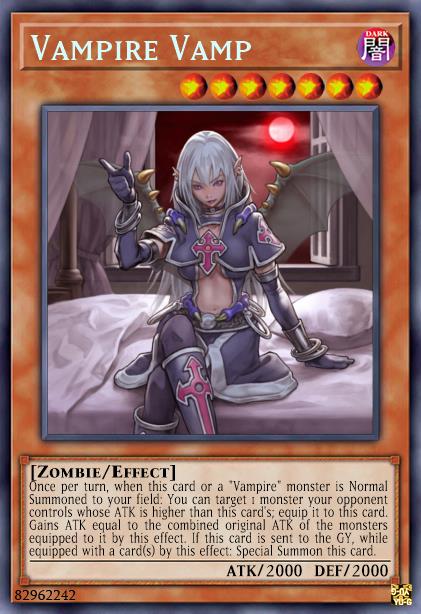 Vampire Vamp
DARK
闇
[Zombie/Effect]
Once per turn, when this card or a "Vampire" monster is Normal
Summoned to your field: You can target 1 monster your opponent
controls whose ATK is higher than this card's; equip it to this card.
Gains ATK equal to the combined original ATK of the monsters
equipped to it by this effect. If this card is sent to the GY, while
equipped with a card(s) by this effect: Special Summon this card.
ATK/2000 DEF/2000
82962242